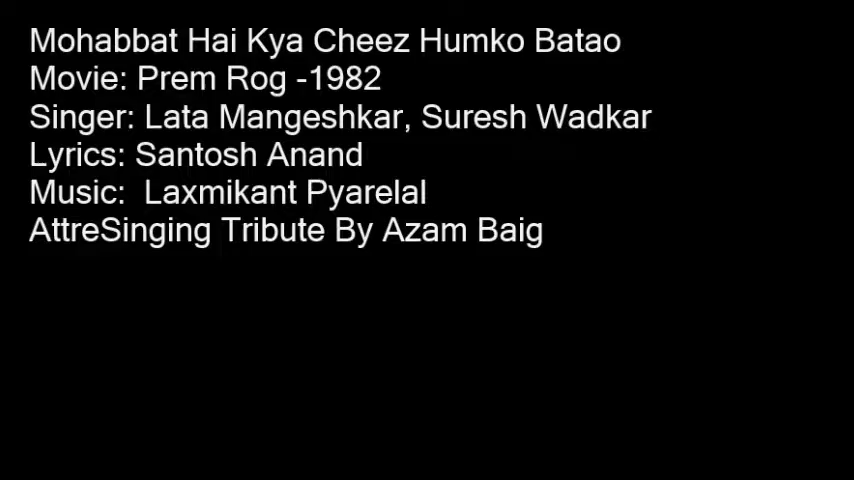 Mohabbat Hai Kya Cheez Humko Batao
Movie: Prem Rog -1982
Singer: Lata Mangeshkar, Suresh Wadkar
Lyrics: Santosh Anand
Music:  Laxmikant Pyarelal
AttreSinging Tribute By Azam Baig